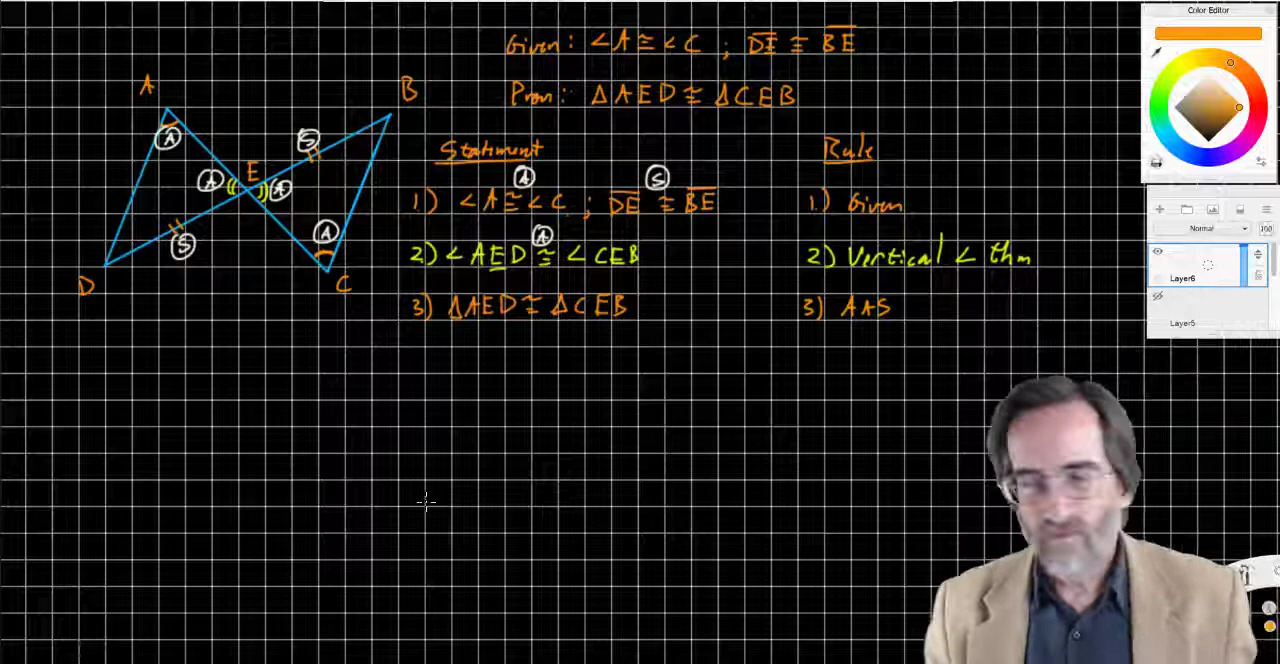 Given: <A ≅ <C ; DE ≅ BE
Prove: ΔAED ≅ ΔCEB
A
B
A
S
E
A
A
S
A
D
C
Statement
Rule
A
S
1.) <A ≅ <C ; DE ≅ BE
1.) Given
A
2.) <AED ≅ <CEB
2) Vertical < thm
3) ΔAED ≅ ΔCEB
3) AAS
Color Editor
Normal
100
Layer6
Layer5